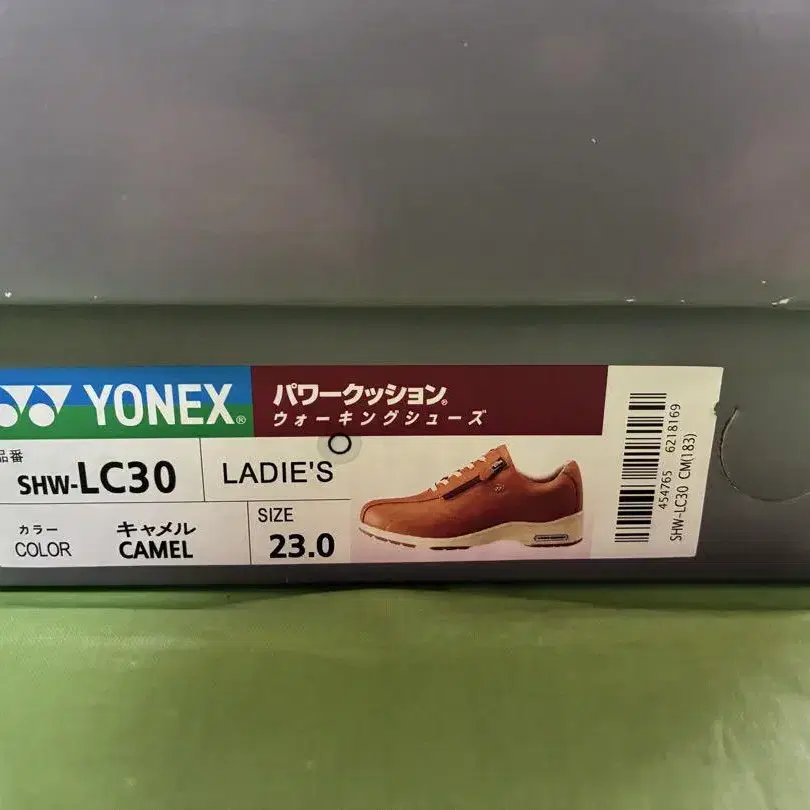 YONEX®
パワークッション®
ウォーキングシューズ
品番
SHW-LC30
LADIE'S
カラー
COLOR
キャメル
CAMEL
SIZE
23.0
454765 6218169
SHW-LC30 CM(183)